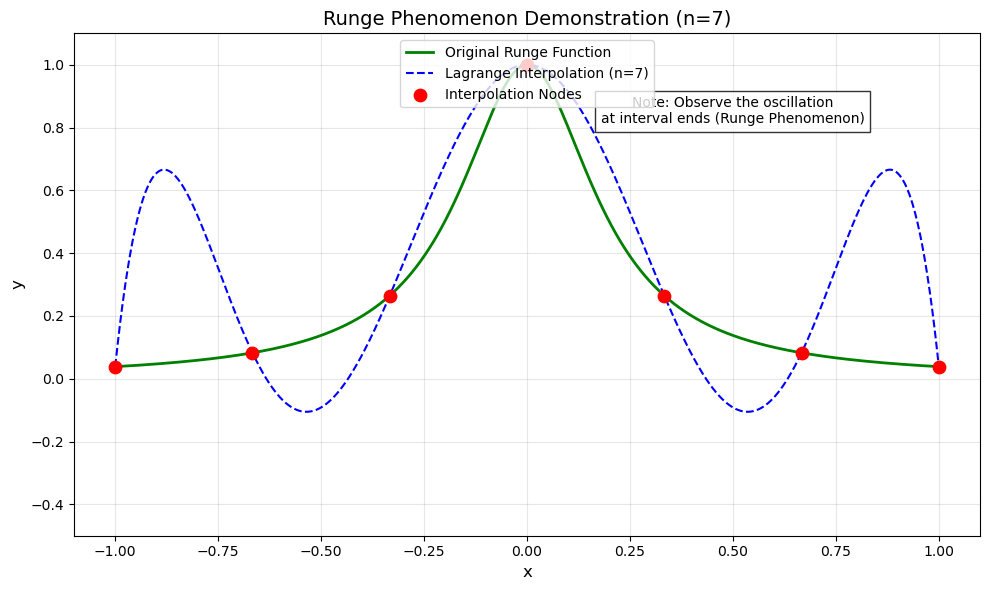 Runge Phenomenon Demonstration (n=7)
Original Runge Function
Lagrange Interpolation (n=7)
Interpolation Nodes
Note: Observe the oscillation
at interval ends (Runge Phenomenon)
y
1.0
0.8
0.6
0.4
0.2
0.0
−0.2
−0.4
−1.00 −0.75 −0.50 −0.25 0.00 0.25 0.50 0.75 1.00
x